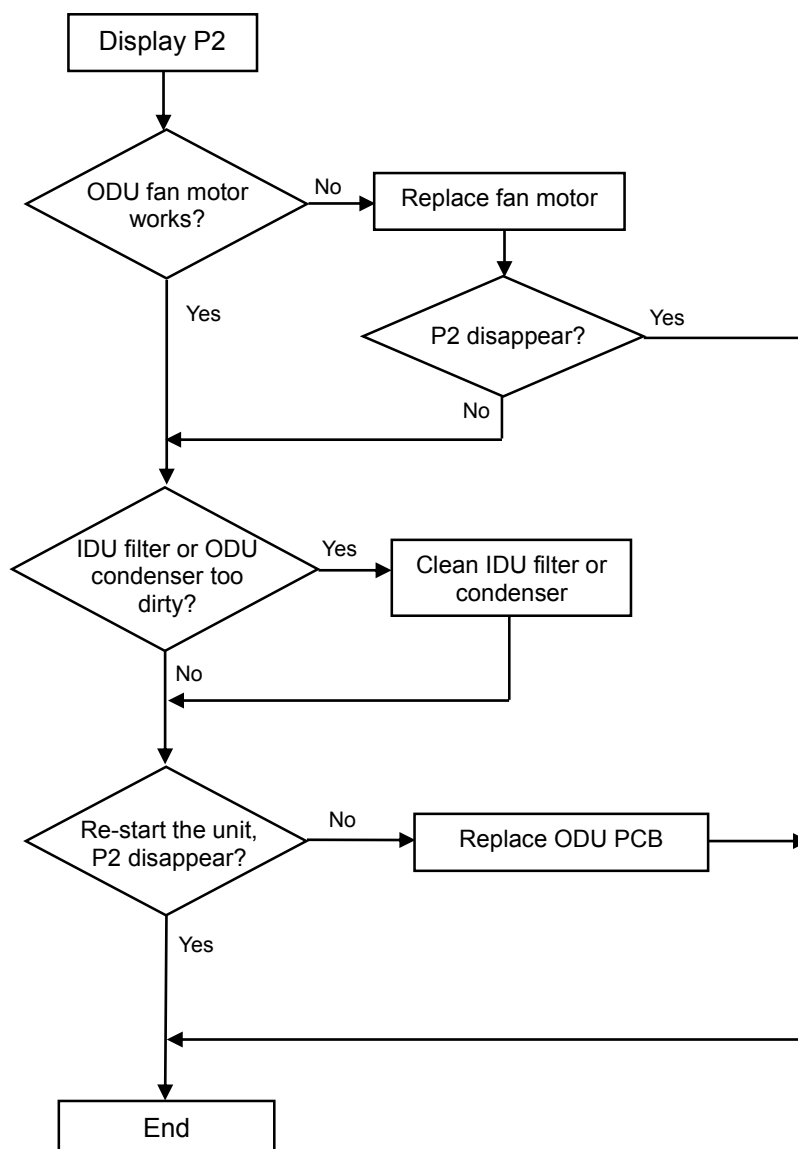 Display P2
ODU fan motor
works?
No
Replace fan motor
Yes
P2 disappear?
Yes
No
IDU filter or ODU
condenser too
dirty?
Yes
Clean IDU filter or
condenser
No
Re-start the unit,
P2 disappear?
No
Replace ODU PCB
Yes
End